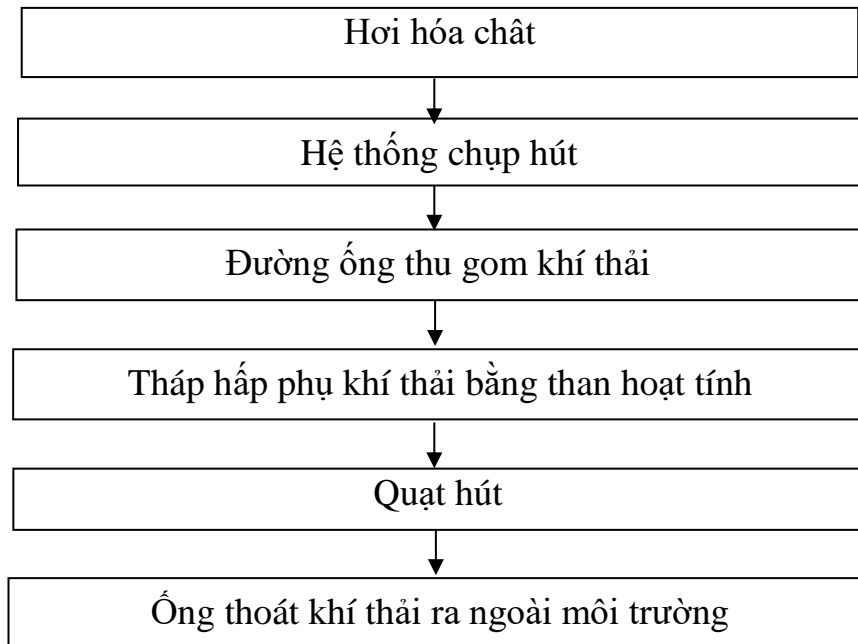 Hơi hóa chât
Hệ thống chụp hút
Đường ống thu gom khí thải
Tháp hấp phụ khí thải bằng than hoạt tính
Quạt hút
Ống thoát khí thải ra ngoài môi trường